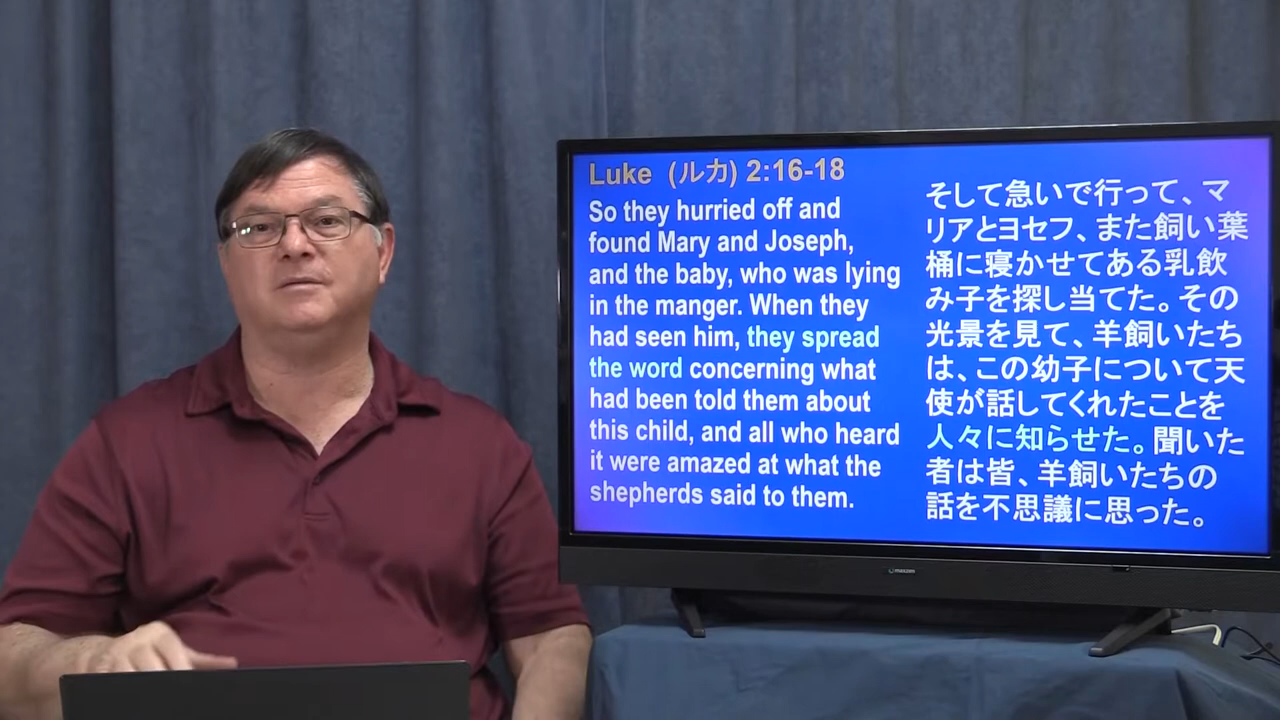 Luke (ルカ) 2:16-18
So they hurried off and
found Mary and Joseph,
and the baby, who was lying
in the manger. When they
had seen him, they spread
the word concerning what
had been told them about
this child, and all who heard
it were amazed at what the
shepherds said to them.
そして急いで行って、マ
リアとヨセフ、また飼い葉
桶に寝かせてある乳飲
み子を探し当てた。その
光景を見て、羊飼いたち
は、この幼子について天
使が話してくれたことを
人々に知らせた。聞いた
者は皆、羊飼いたちの
話を不思議に思った。